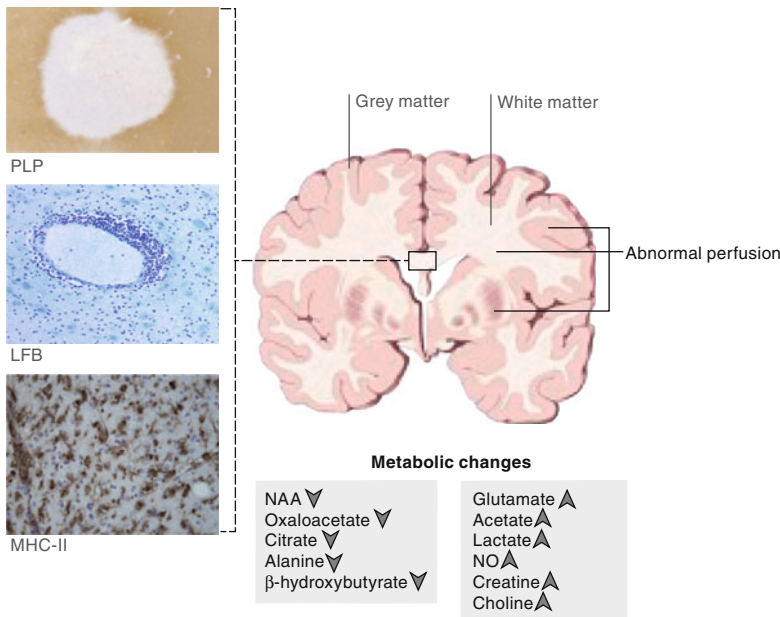 PLP
LFB
MHC-II
Grey matter
White matter
Abnormal perfusion
Metabolic changes
NAA
Oxaloacetate
Citrate
Alanine
β-hydroxybutyrate
Glutamate
Acetate
Lactate
NO
Creatine
Choline